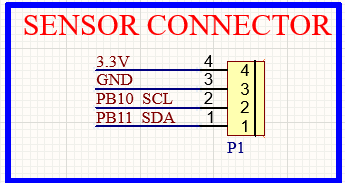 SENSOR CONNECTOR
3.3V 4 4
GND 3 3
PB10 SCL 2 2
PB11 SDA 1 1
P1